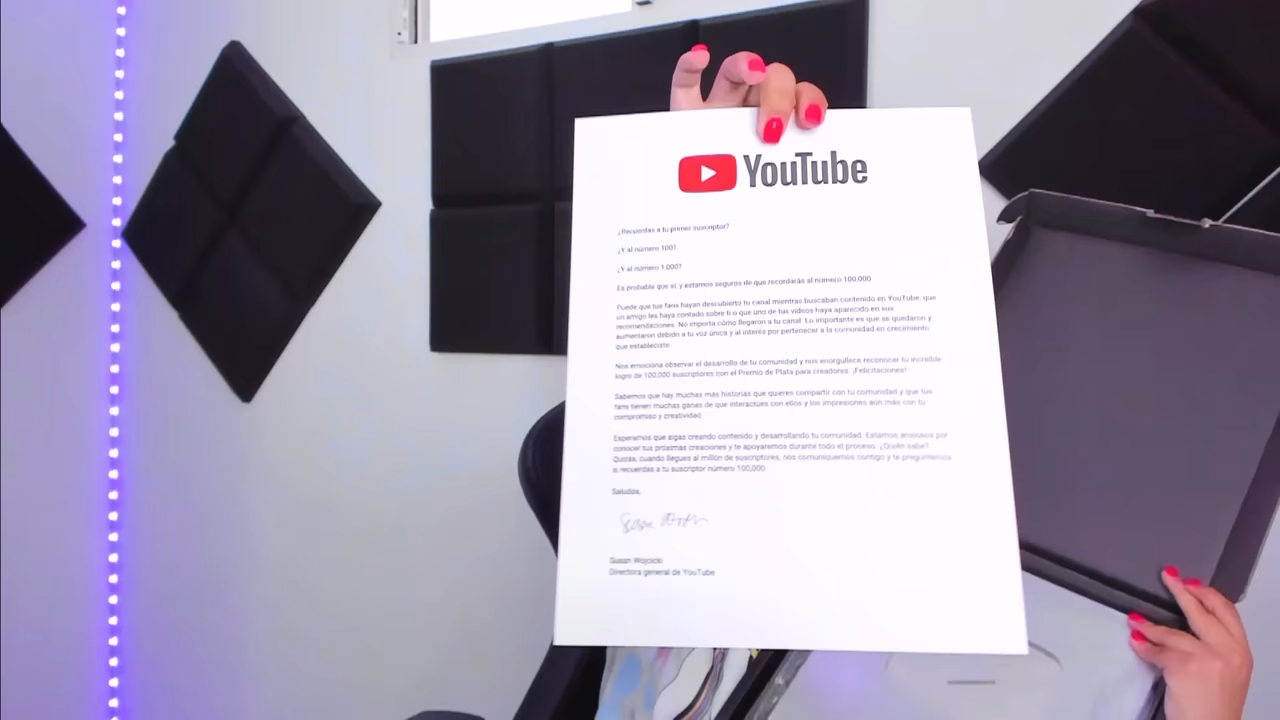 YouTube
¿Recuerdas a tu primer suscriptor?
¿Y al número 100?
¿Y al número 1,000?
Es probable que sí, y estamos seguros de que recordarás al número 100,000
Puede que tus fans hayan descubierto tu canal mientras buscaban contenido en YouTube, que
un amigo les haya contado sobre ti o que uno de tus videos haya aparecido en sus
recomendaciones. No importa cómo llegaron a tu canal. Lo importante es que se quedaron y
aumentaron debido a tu voz única y al interés por pertenecer a la comunidad en crecimiento
que estableciste.
Nos emociona observar el desarrollo de tu comunidad y nos enorgullece reconocer tu increíble
logro de 100,000 suscriptores con el Premio de Plata para creadores. ¡Felicitaciones!
Sabemos que hay muchas más historias que quieres compartir con tu comunidad y que tus
fans tienen muchas ganas de que interactúes con ellos y los impresiones aún más con tu
compromiso y creatividad.
Esperamos que sigas creando contenido y desarrollando tu comunidad. Estamos ansiosos por
conocer tus próximas creaciones y te apoyaremos durante todo el proceso. ¿Quién sabe?
Quizás, cuando llegues al millón de suscriptores, nos comuniquemos contigo y te preguntemos
si recuerdas a tu suscriptor número 100,000.
Saludos,
Susan Wojcicki
Directora general de YouTube